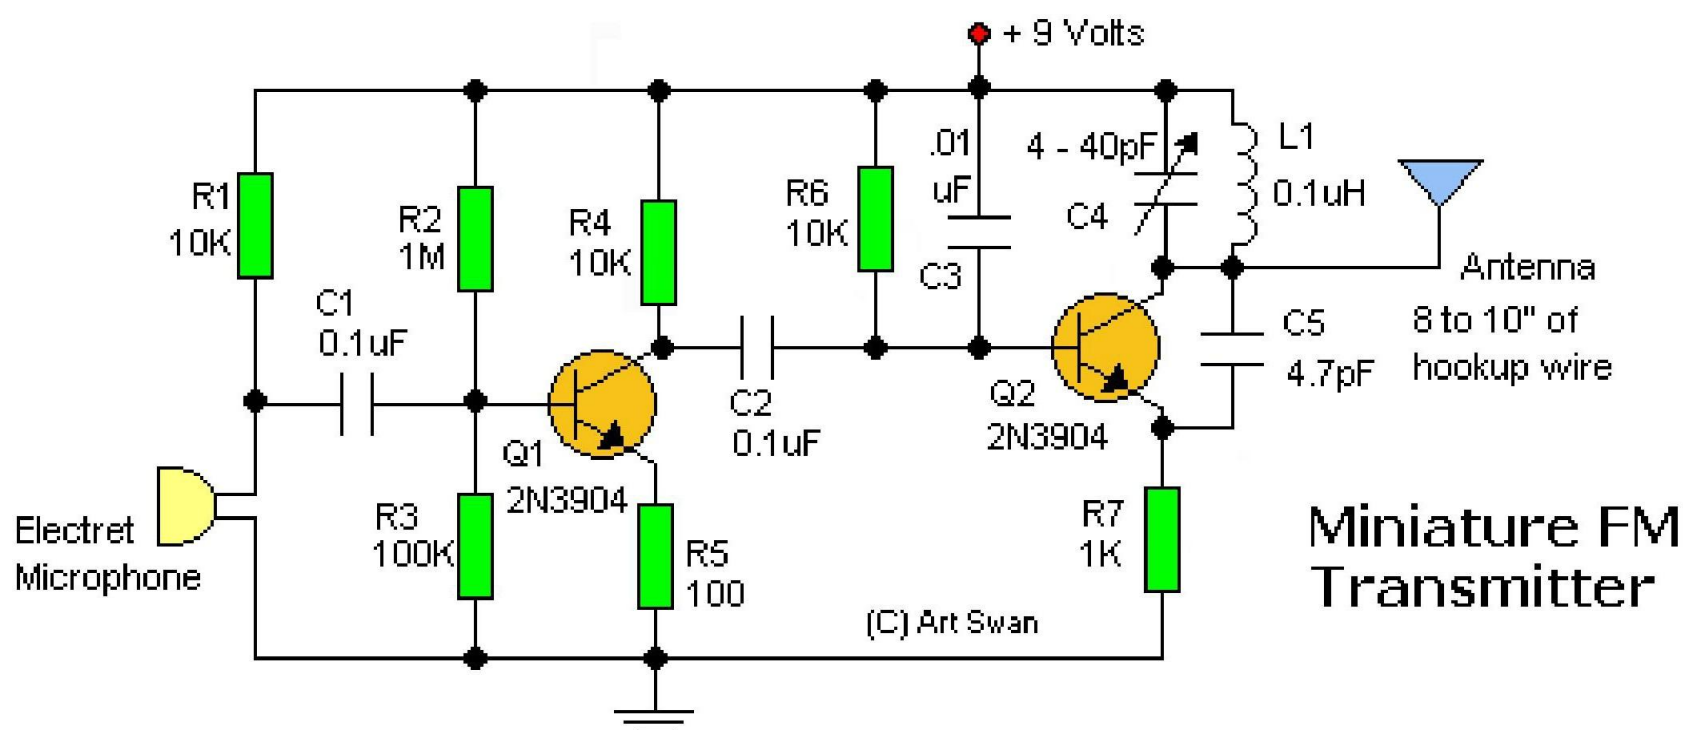 + 9 Volts
R1
10K
R2
1M
R4
10K
R6
10K
.01
uF
C3
4 - 40pF
C4
L1
0.1uH
C1
0.1uF
C2
0.1uF
Q1
2N3904
Q2
2N3904
C5
4.7pF
Antenna
8 to 10" of
hookup wire
Electret
Microphone
R3
100K
R5
100
R7
1K
(C) Art Swan
Miniature FM
Transmitter